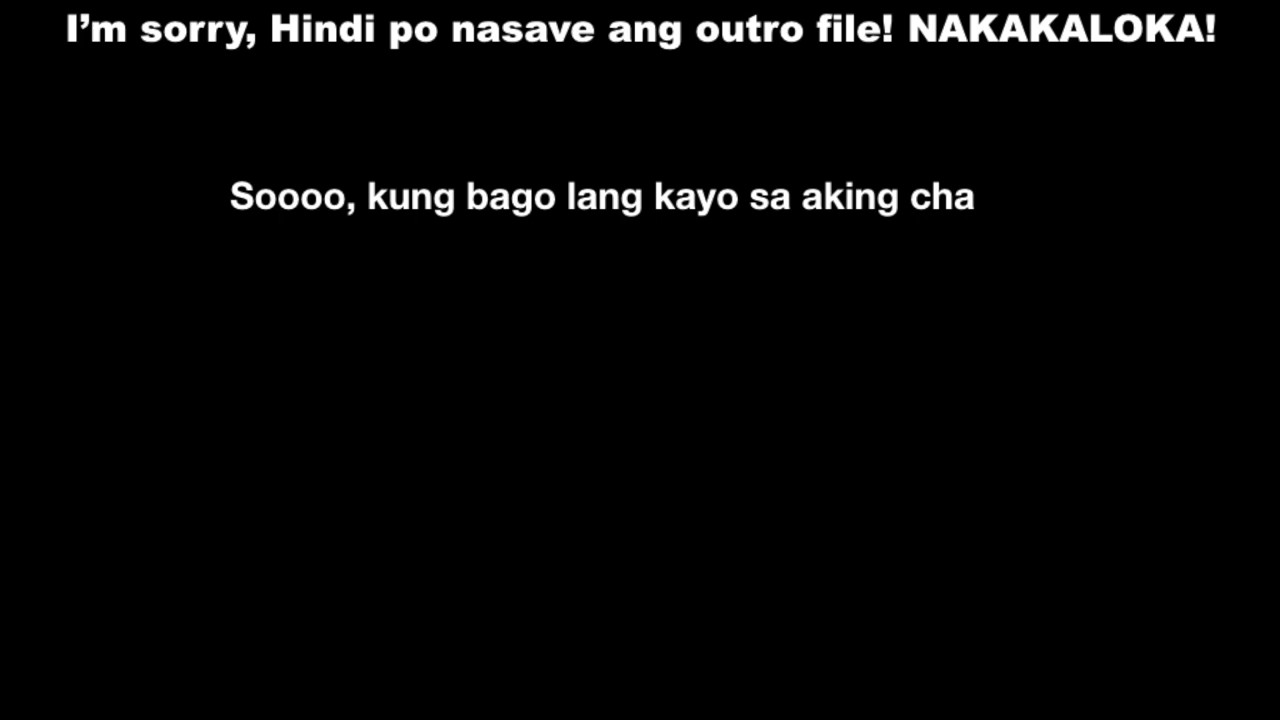 I’m sorry, Hindi po nasave ang outro file! NAKAKALOKA!
Soooo, kung bago lang kayo sa aking cha